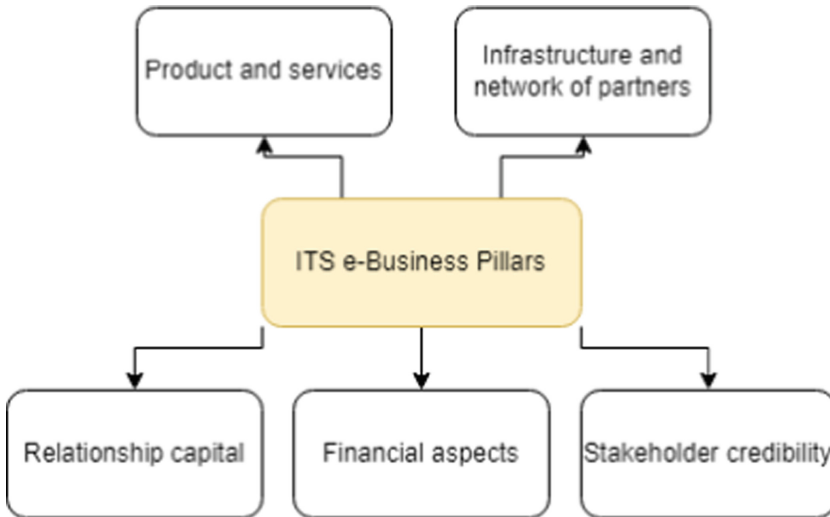 Product and services
Infrastructure and
network of partners
ITS e-Business Pillars
Relationship capital
Financial aspects
Stakeholder credibility